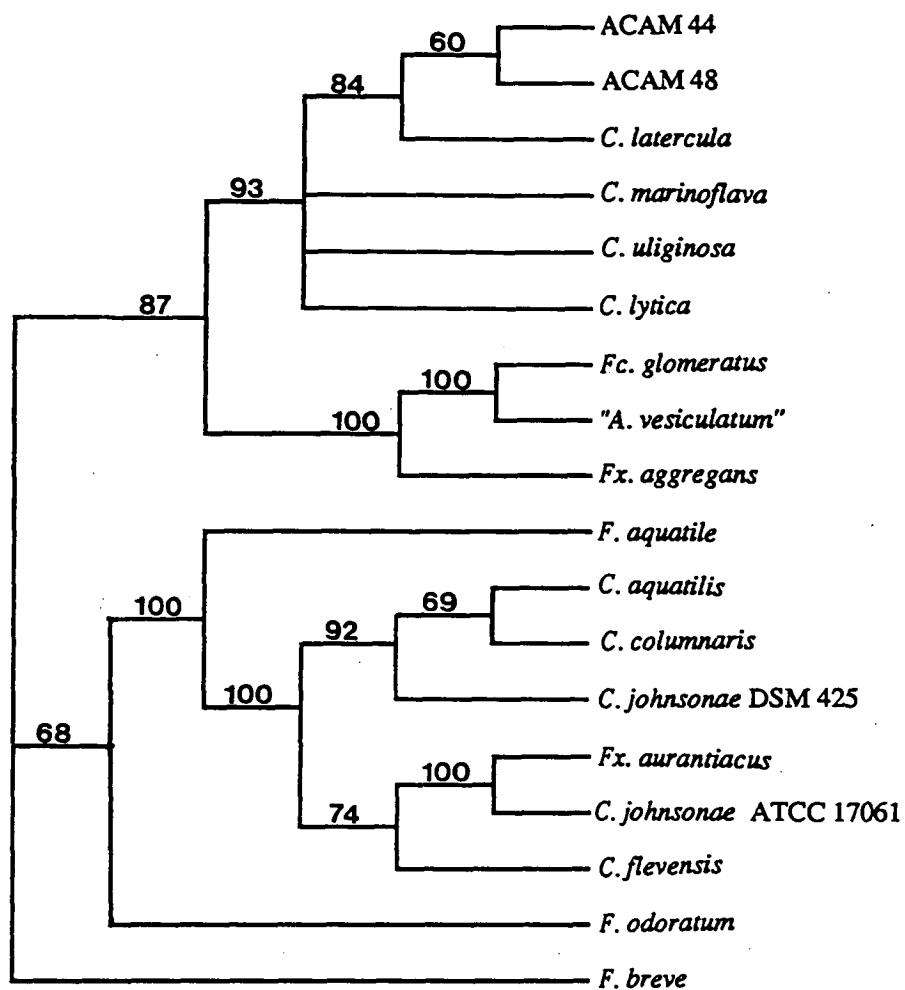 ACAM 44
60
ACAM 48
84
C. latercula
93
C. marinoflava
C. uliginosa
C. lytica
87
Fc. glomeratus
100
"A. vesiculatum"
100
Fx. aggregans
F. aquatile
C. aquatilis
69
100
C. columnaris
92
C. johnsonae DSM 425
100
68
Fx. aurantiacus
100
C. johnsonae ATCC 17061
74
C. flevensis
F. odoratum
F. breve